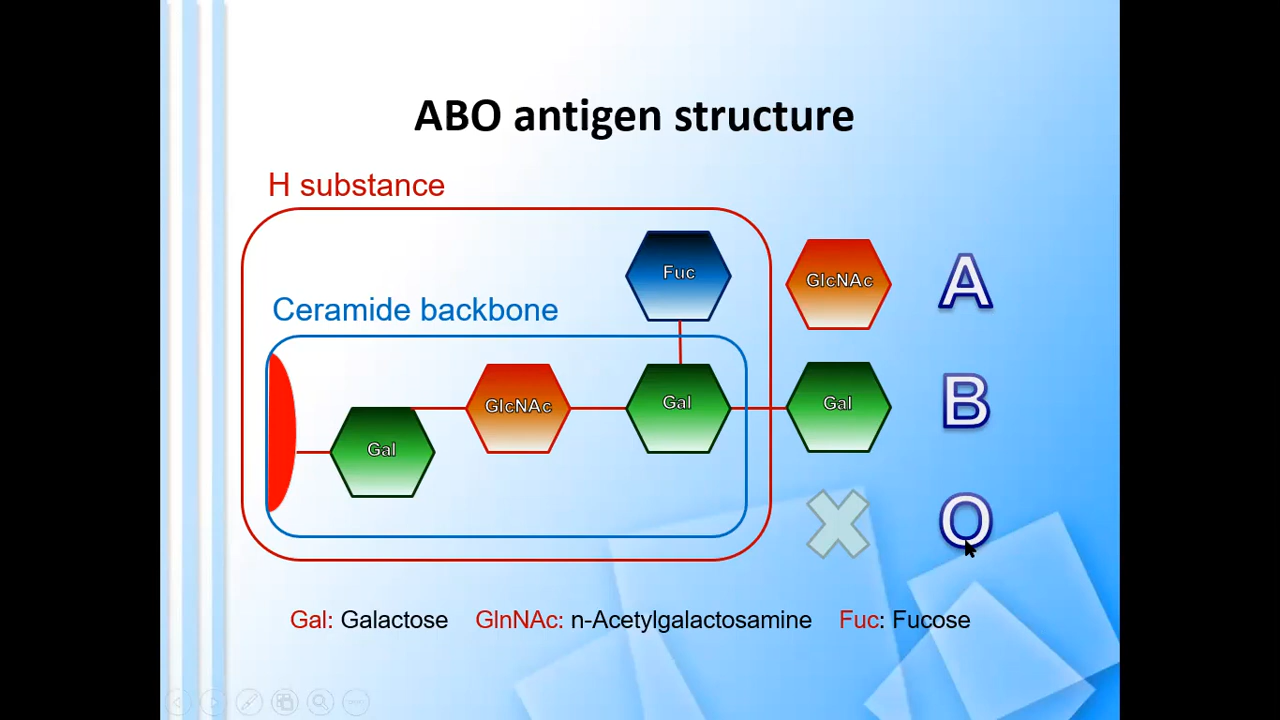 ABO antigen structure
H substance
Fuc
GlcNAc
A
Ceramide backbone
Gal
GlcNAc
Gal
Gal
B
O
Gal: Galactose GlnNAc: n-Acetylgalactosamine Fuc: Fucose